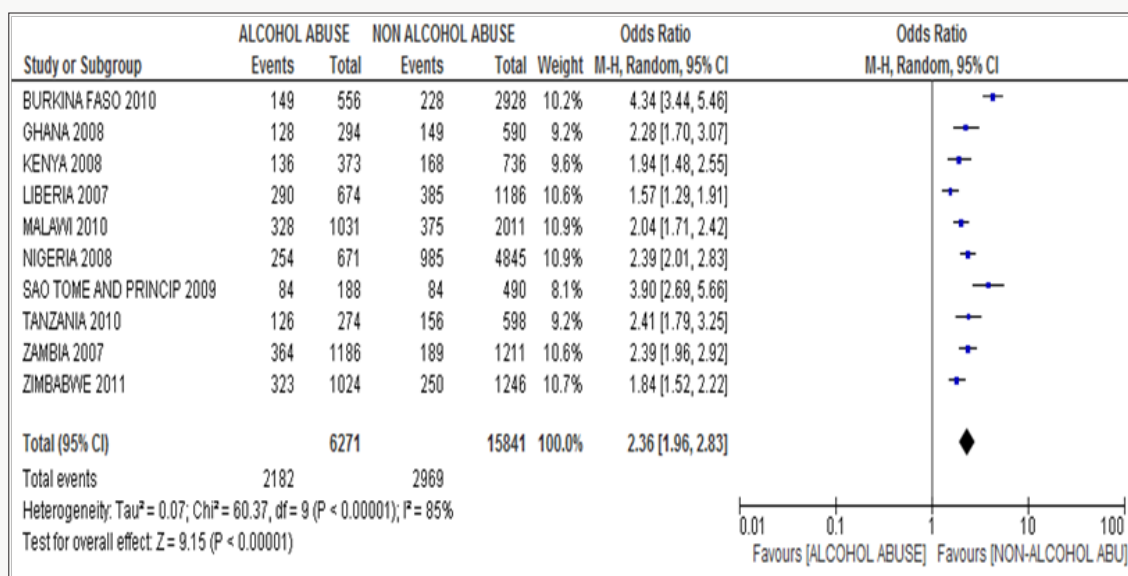 ALCOHOL ABUSE NON ALCOHOL ABUSE Odds Ratio Odds Ratio
Study or Subgroup Events Total Events Total Weight M-H, Random, 95% CI M-H, Random, 95% CI
BURKINA FASO 2010 149 556 228 2928 10.2% 4.34 [3.44, 5.46]
GHANA 2008 128 294 149 590 9.2% 2.28 [1.70, 3.07]
KENYA 2008 136 373 168 736 9.6% 1.94 [1.48, 2.55]
LIBERIA 2007 290 674 385 1186 10.6% 1.57 [1.29, 1.91]
MALAWI 2010 328 1031 375 2011 10.9% 2.04 [1.71, 2.42]
NIGERIA 2008 254 671 985 4845 10.9% 2.39 [2.01, 2.83]
SAO TOME AND PRINCIP 2009 84 188 84 490 8.1% 3.90 [2.69, 5.66]
TANZANIA 2010 126 274 156 598 9.2% 2.41 [1.79, 3.25]
ZAMBIA 2007 364 1186 189 1211 10.6% 2.39 [1.96, 2.92]
ZIMBABWE 2011 323 1024 250 1246 10.7% 1.84 [1.52, 2.22]
Total (95% CI) 6271 15841 100.0% 2.36 [1.96, 2.83]
Total events 2182 2969
Heterogeneity: Tau² = 0.07; Chi² = 60.37, df = 9 (P < 0.00001); I² = 85%
Test for overall effect: Z = 9.15 (P < 0.00001)
0.01 0.1 1 10 100
Favours [ALCOHOL ABUSE] Favours [NON-ALCOHOL ABU]